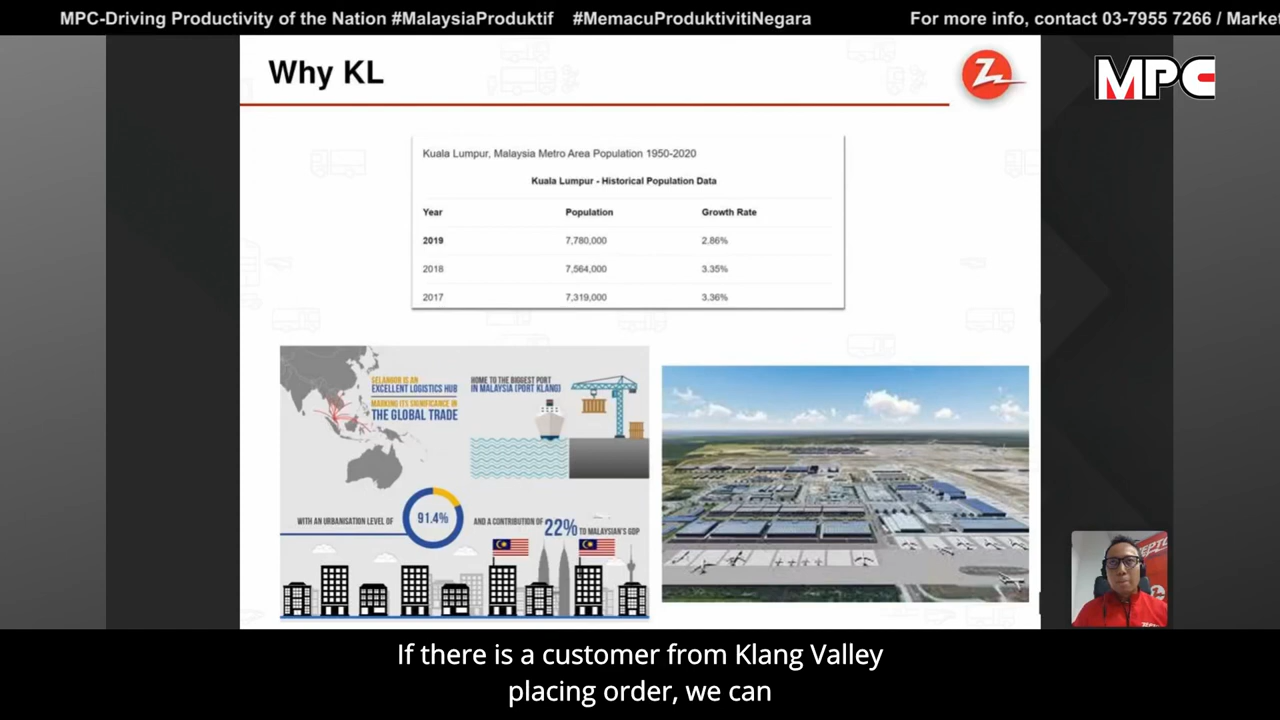 MPC-Driving Productivity of the Nation #MalaysiaProduktif #MemacuProduktivitiNegara For more info, contact 03-7955 7266 / Market
Why KL
Z
MPC
Kuala Lumpur, Malaysia Metro Area Population 1950-2020
Kuala Lumpur - Historical Population Data
Year Population Growth Rate
2019 7,780,000 2.86%
2018 7,564,000 3.35%
2017 7,319,000 3.36%
SELANGOR IS AN
EXCELLENT LOGISTICS HUB
MARKING ITS SIGNIFICANCE IN
THE GLOBAL TRADE
HOME TO THE BIGGEST PORT
IN MALAYSIA (PORT KLANG)
WITH AN URBANISATION LEVEL OF
91.4%
AND A CONTRIBUTION OF 22% TO MALAYSIAN'S GDP
If there is a customer from Klang Valley
placing order, we can